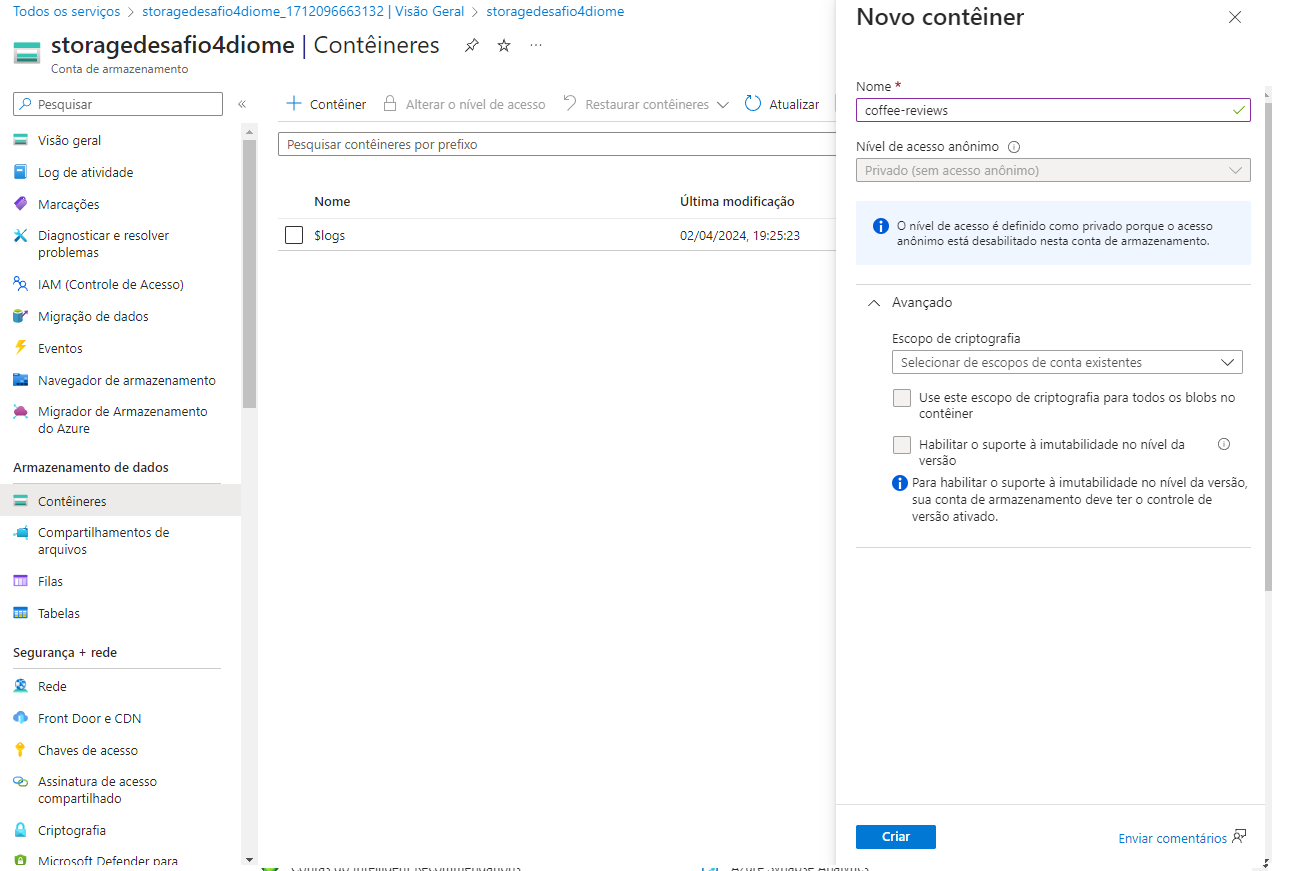 Todos os serviços > storagedesafio4diome_1712096663132 | Visão Geral > storagedesafio4diome
storagedesafio4diome | Contêineres
Conta de armazenamento
Pesquisar
Visão geral
Log de atividade
Marcações
Diagnosticar e resolver
problemas
IAM (Controle de Acesso)
Migração de dados
Eventos
Navegador de armazenamento
Migrador de Armazenamento
do Azure
Armazenamento de dados
Contêineres
Compartilhamentos de
arquivos
Filas
Tabelas
Segurança + rede
Rede
Front Door e CDN
Chaves de acesso
Assinatura de acesso
compartilhado
Criptografia
Microsoft Defender para
Contêiner
Alterar o nível de acesso
Restaurar contêineres
Atualizar
Pesquisar contêineres por prefixo
Nome
Última modificação
$logs
02/04/2024, 19:25:23
Novo contêiner
Nome *
coffee-reviews
Nível de acesso anônimo
Privado (sem acesso anônimo)
O nível de acesso é definido como privado porque o acesso
anônimo está desabilitado nesta conta de armazenamento.
Avançado
Escopo de criptografia
Selecionar de escopos de conta existentes
Use este escopo de criptografia para todos os blobs no
contêiner
Habilitar o suporte à imutabilidade no nível da
versão
Para habilitar o suporte à imutabilidade no nível da versão,
sua conta de armazenamento deve ter o controle de
versão ativado.
Criar
Enviar comentários